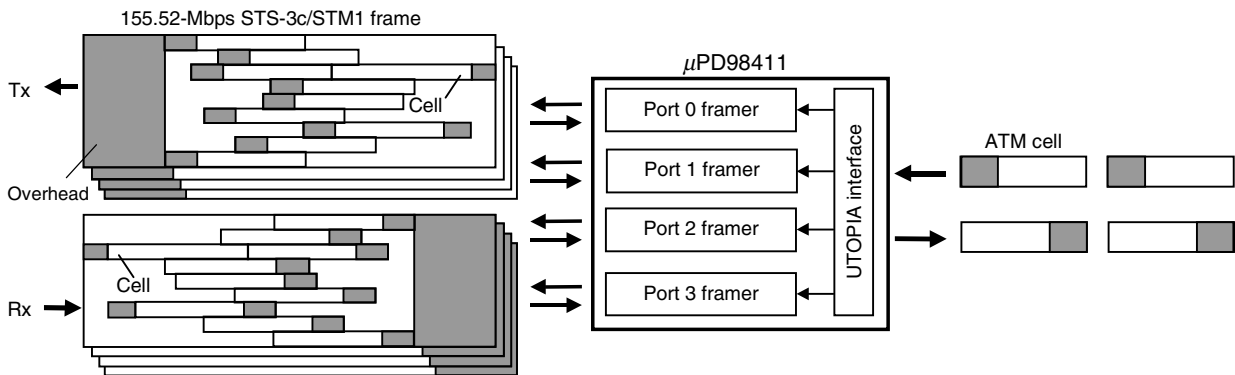 155.52-Mbps STS-3c/STM1 frame
μPD98411
Tx
Cell
Overhead
Port 0 framer
Port 1 framer
Port 2 framer
Port 3 framer
UTOPIA interface
ATM cell
Cell
Rx